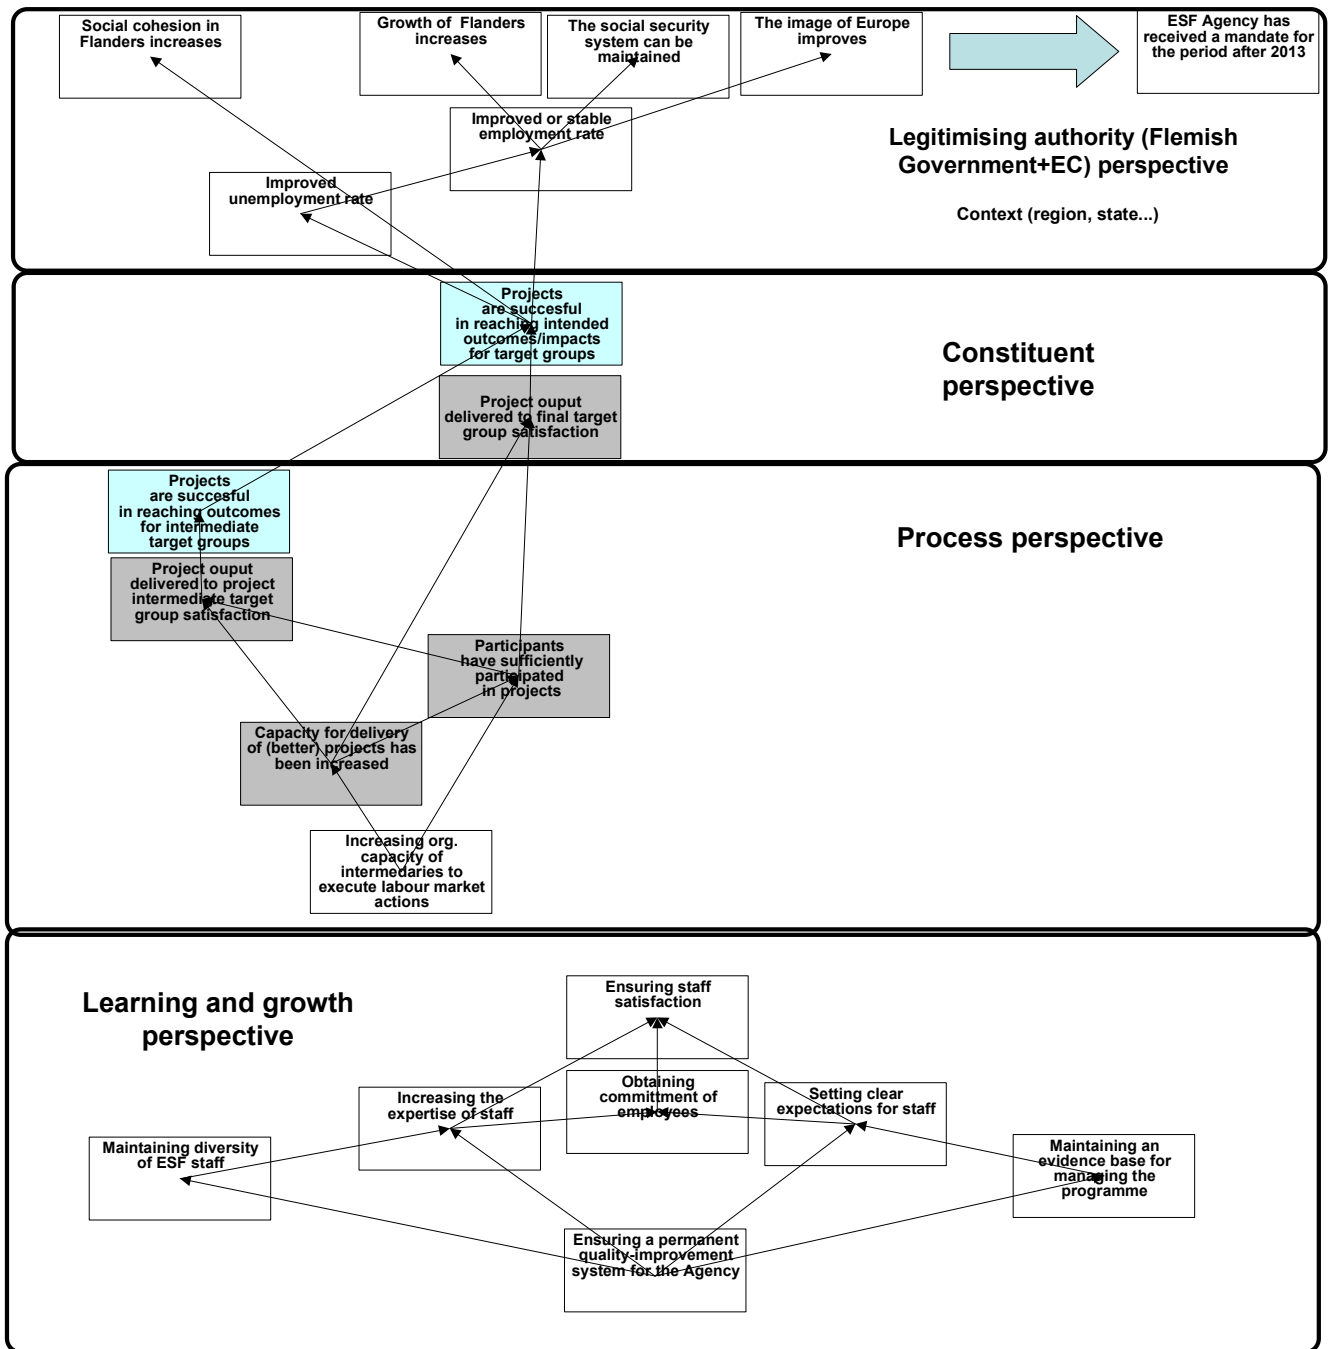 Social cohesion in
Flanders increases
Growth of Flanders
increases
The social security
system can be
maintained
The image of Europe
improves
ESF Agency has
received a mandate for
the period after 2013
Improved or stable
employment rate
Legitimising authority (Flemish
Government+EC) perspective
Improved
unemployment rate
Context (region, state...)
Projects
are succesful
in reaching intended
outcomes/impacts
for target groups
Constituent
perspective
Project ouput
delivered to final target
group satisfaction
Projects
are succesful
in reaching outcomes
for intermediate
target groups
Process perspective
Project ouput
delivered to project
intermediate target
group satisfaction
Participants
have sufficiently
participated
in projects
Capacity for delivery
of (better) projects has
been increased
Increasing org.
capacity of
intermedaries to
execute labour market
actions
Learning and growth
perspective
Ensuring staff
satisfaction
Increasing the
expertise of staff
Obtaining
committment of
employees
Setting clear
expectations for staff
Maintaining diversity
of ESF staff
Maintaining an
evidence base for
managing the
programme
Ensuring a permanent
quality-improvement
system for the Agency